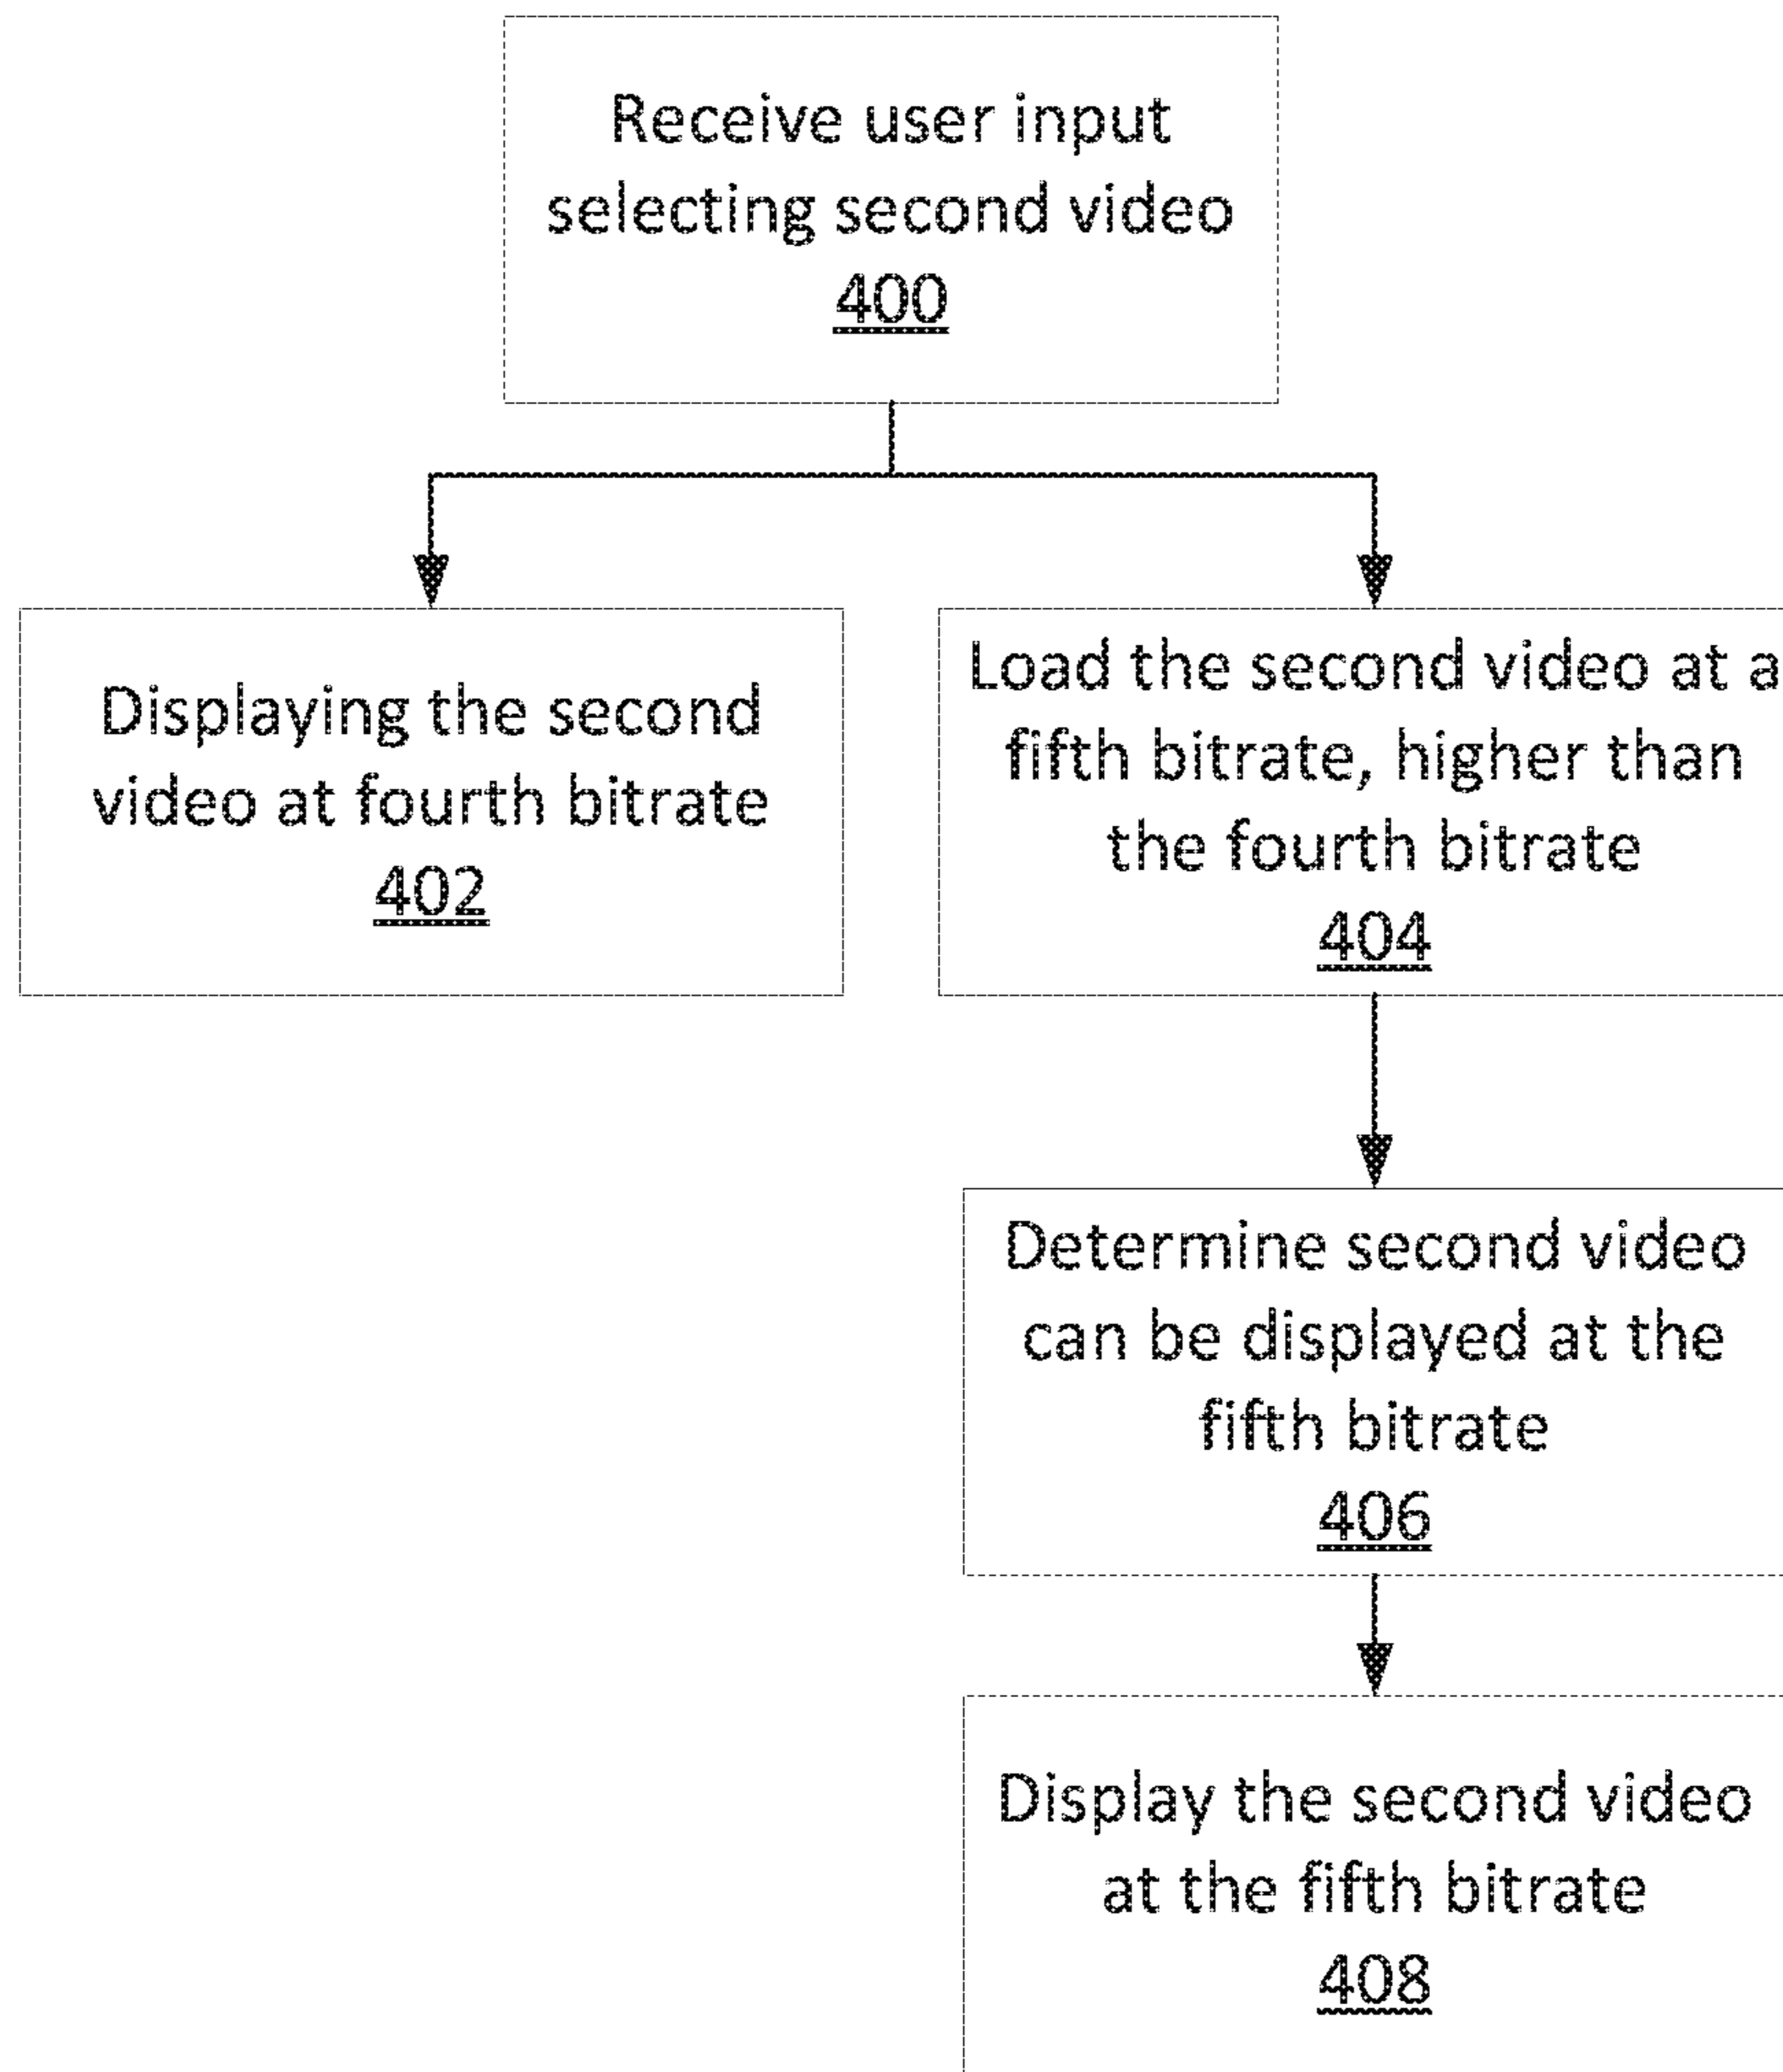 Receive user input
selecting second video
400
Displaying the second
video at fourth bitrate
402
Load the second video at a
fifth bitrate, higher than
the fourth bitrate
404
Determine second video
can be displayed at the
fifth bitrate
406
Display the second video
at the fifth bitrate
408